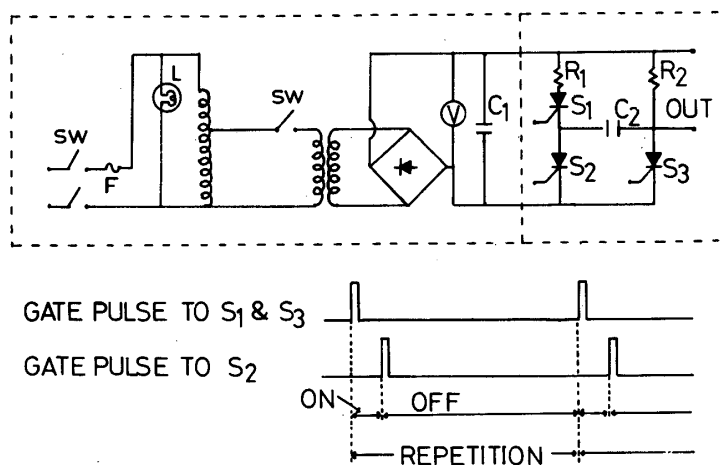 L
SW
F
SW
V
C1
R1
S1
C2
S2
R2
OUT
S3
GATE PULSE TO S1 & S3
GATE PULSE TO S2
ON
OFF
REPETITION